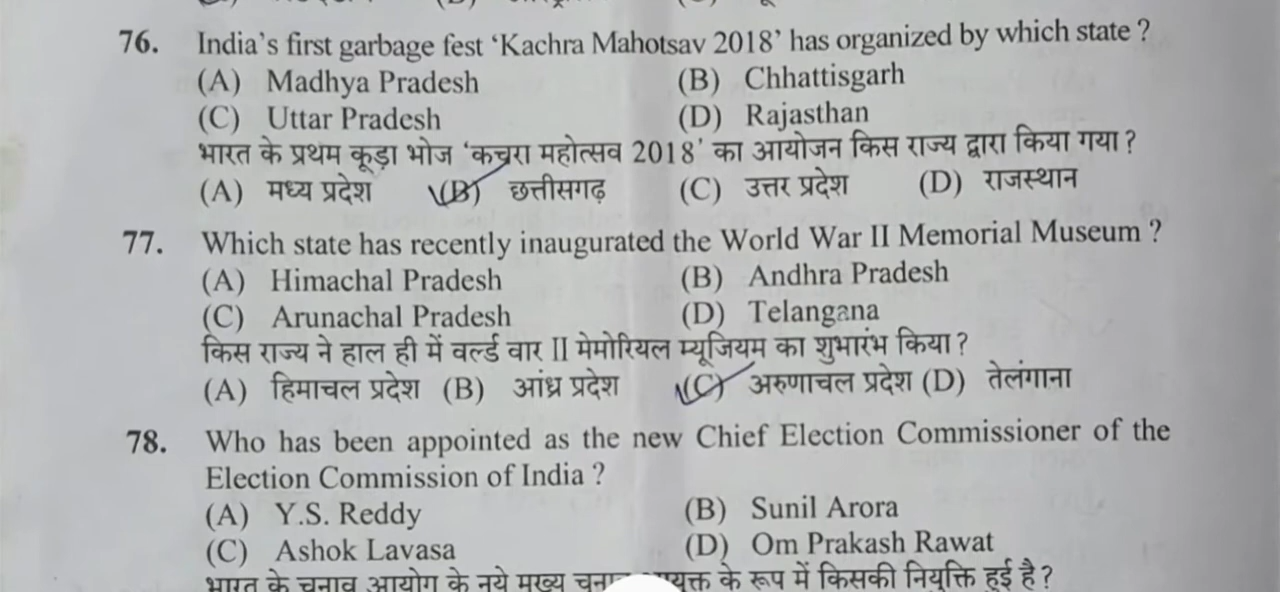 76. India's first garbage fest 'Kachra Mahotsav 2018' has organized by which state ?
(A) Madhya Pradesh (B) Chhattisgarh
(C) Uttar Pradesh (D) Rajasthan
भारत के प्रथम कूड़ा भोज 'कचरा महोत्सव 2018' का आयोजन किस राज्य द्वारा किया गया ?
(A) मध्य प्रदेश (B) छत्तीसगढ़ (C) उत्तर प्रदेश (D) राजस्थान
77. Which state has recently inaugurated the World War II Memorial Museum ?
(A) Himachal Pradesh (B) Andhra Pradesh
(C) Arunachal Pradesh (D) Telangana
किस राज्य ने हाल ही में वर्ल्ड वार II मेमोरियल म्यूजियम का शुभारंभ किया ?
(A) हिमाचल प्रदेश (B) आंध्र प्रदेश (C) अरुणाचल प्रदेश (D) तेलंगाना
78. Who has been appointed as the new Chief Election Commissioner of the
Election Commission of India ?
(A) Y.S. Reddy (B) Sunil Arora
(C) Ashok Lavasa (D) Om Prakash Rawat
भारत के चुनाव आयोग के नये मुख्य के रूप में किसकी नियुक्ति हुई है ?